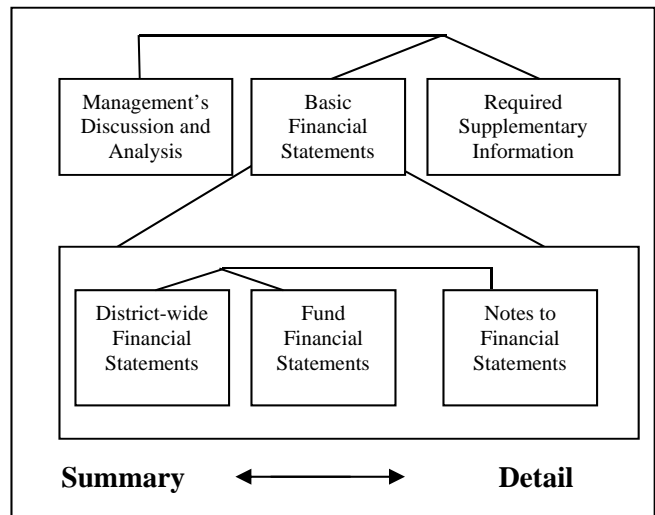 Management's
Discussion and
Analysis
Basic
Financial
Statements
Required
Supplementary
Information
District-wide
Financial
Statements
Fund
Financial
Statements
Notes to
Financial
Statements
Summary
Detail